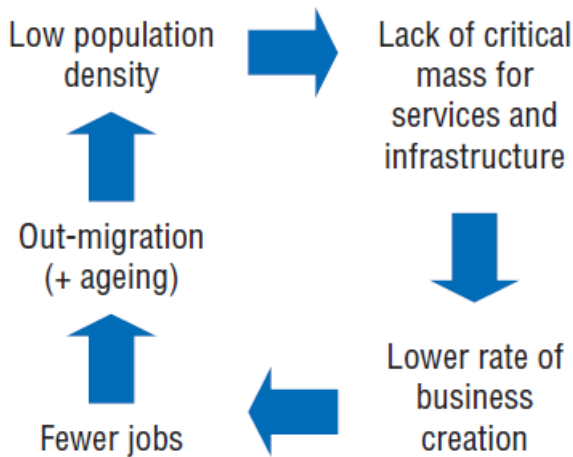 Low population
density
Lack of critical
mass for
services and
infrastructure
Lower rate of
business
creation
Fewer jobs
Out-migration
(+ ageing)